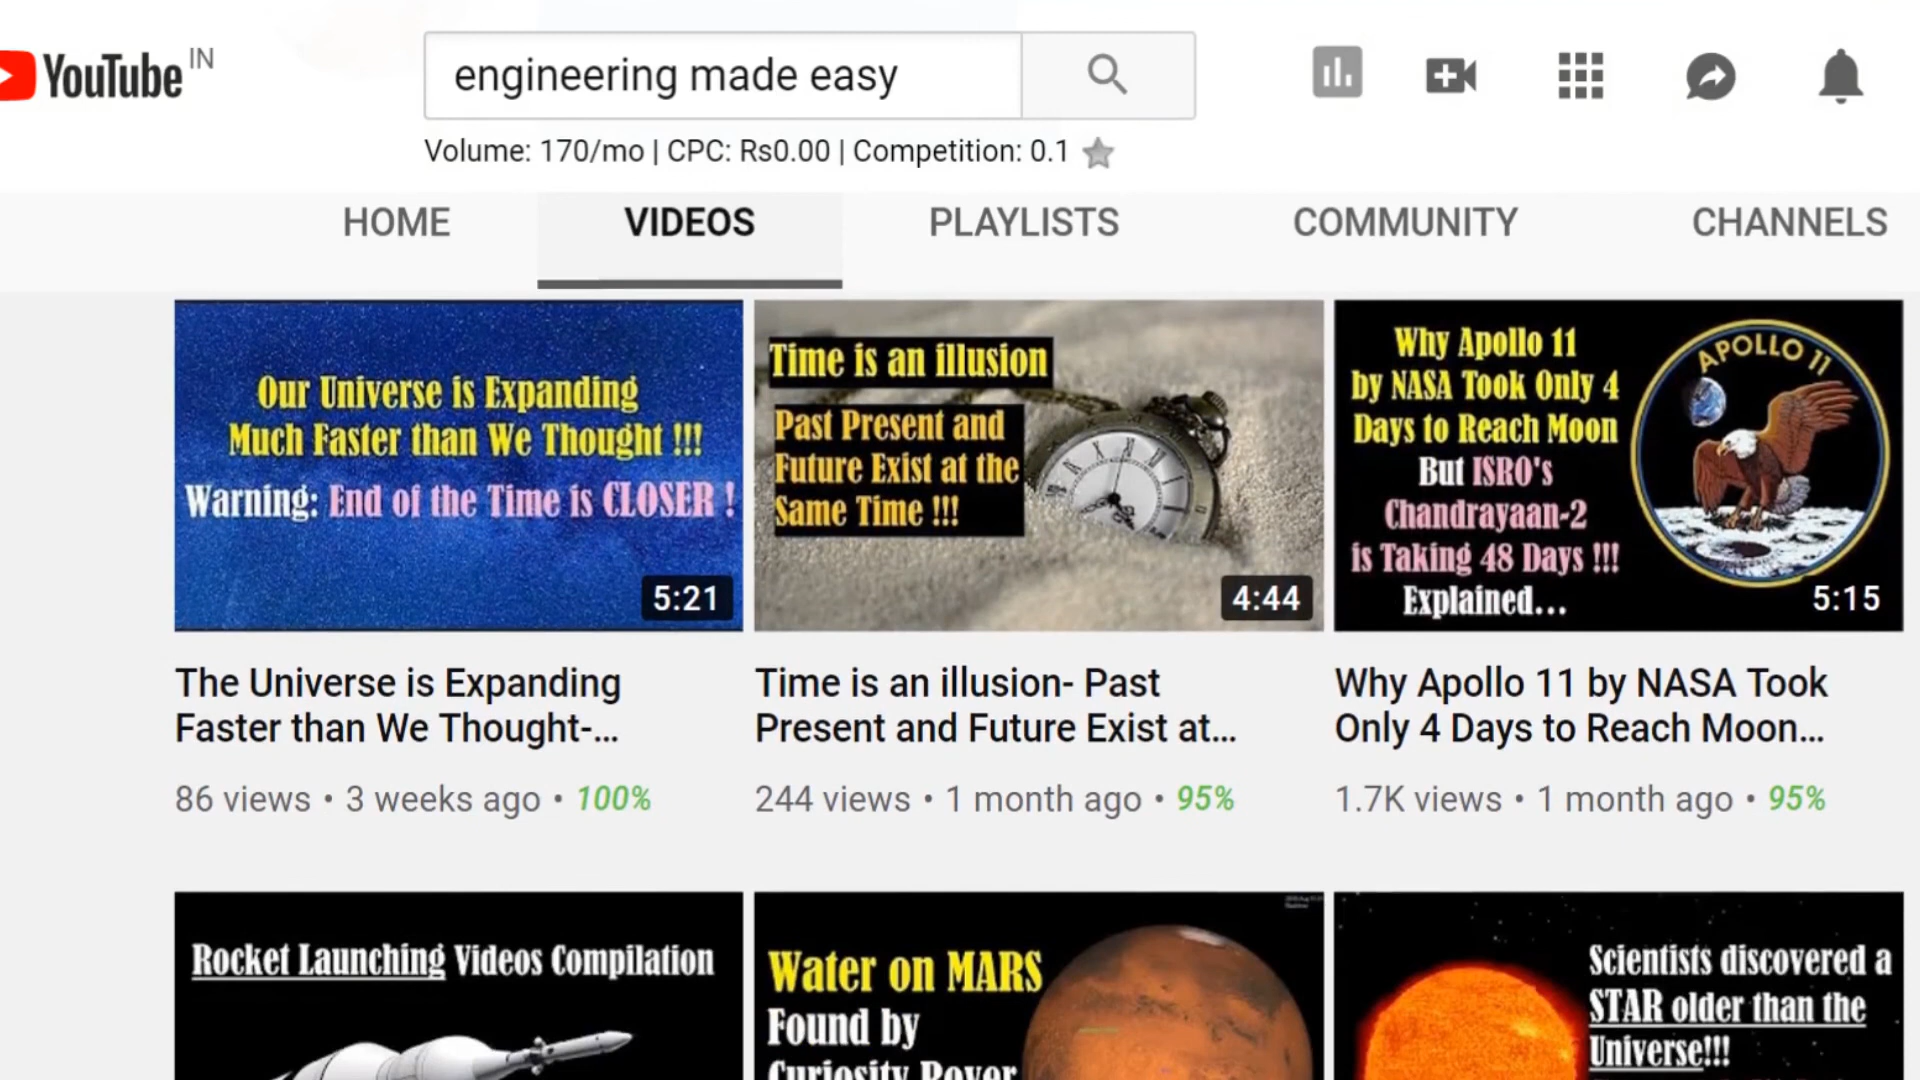 YouTube IN
engineering made easy
Volume: 170/mo | CPC: Rs0.00 | Competition: 0.1
HOME VIDEOS PLAYLISTS COMMUNITY CHANNELS
Our Universe is Expanding
Much Faster than We Thought !!!
Warning: End of the Time is CLOSER !
5:21
Time is an illusion
Past Present and
Future Exist at the
Same Time !!!
4:44
Why Apollo 11
by NASA Took Only 4
Days to Reach Moon
But ISRO's
Chandrayaan-2
is Taking 48 Days !!!
Explained...
APOLLO 11
5:15
The Universe is Expanding
Faster than We Thought-...
86 views • 3 weeks ago • 100%
Time is an illusion- Past
Present and Future Exist at...
244 views • 1 month ago • 95%
Why Apollo 11 by NASA Took
Only 4 Days to Reach Moon...
1.7K views • 1 month ago • 95%
Rocket Launching Videos Compilation
Water on MARS
Found by
Curiosity Rover
Scientists discovered a
STAR older than the
Universe!!!